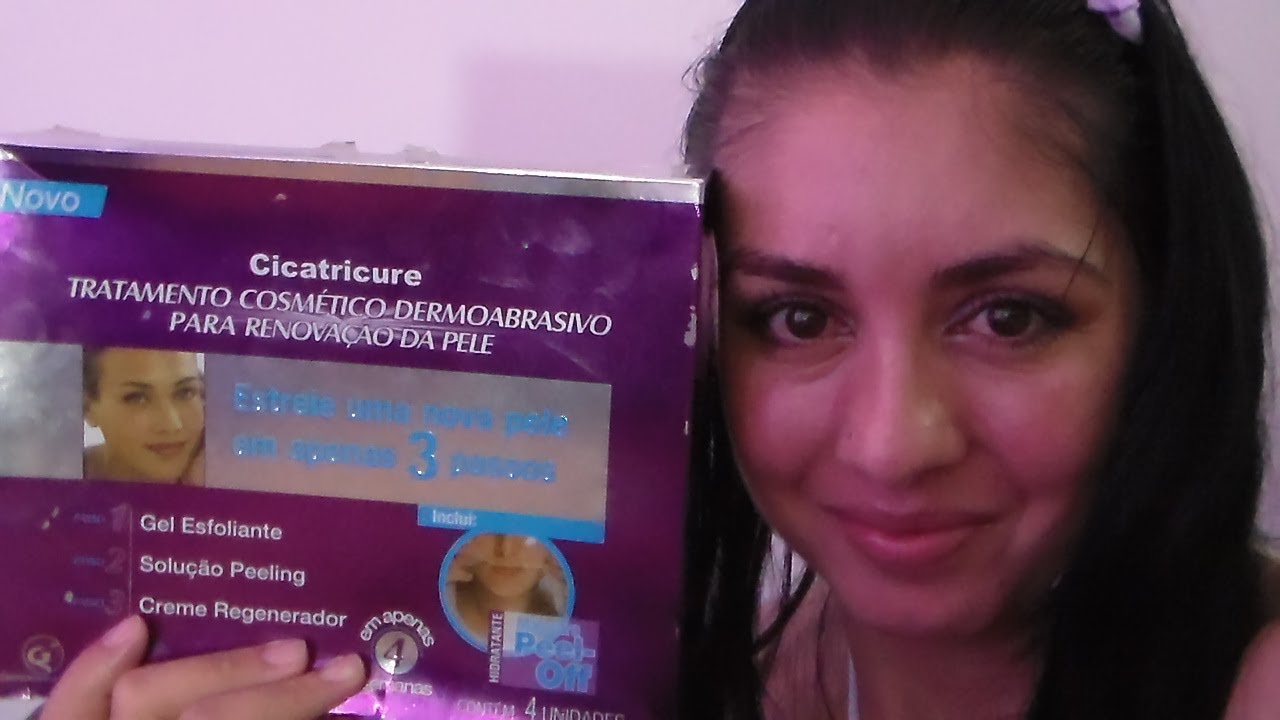 Novo
Cicatricure
TRATAMENTO COSMÉTICO DERMOABRASIVO
PARA RENOVAÇÃO DA PELE
Estreie uma nova pele
em apenas 3 passos
Inclui:
1 Gel Esfoliante
2 Solução Peeling
3 Creme Regenerador
em apenas
4
semanas
HIDRATANTE
Peel-
Off
CONTÉM 4 UNIDADES